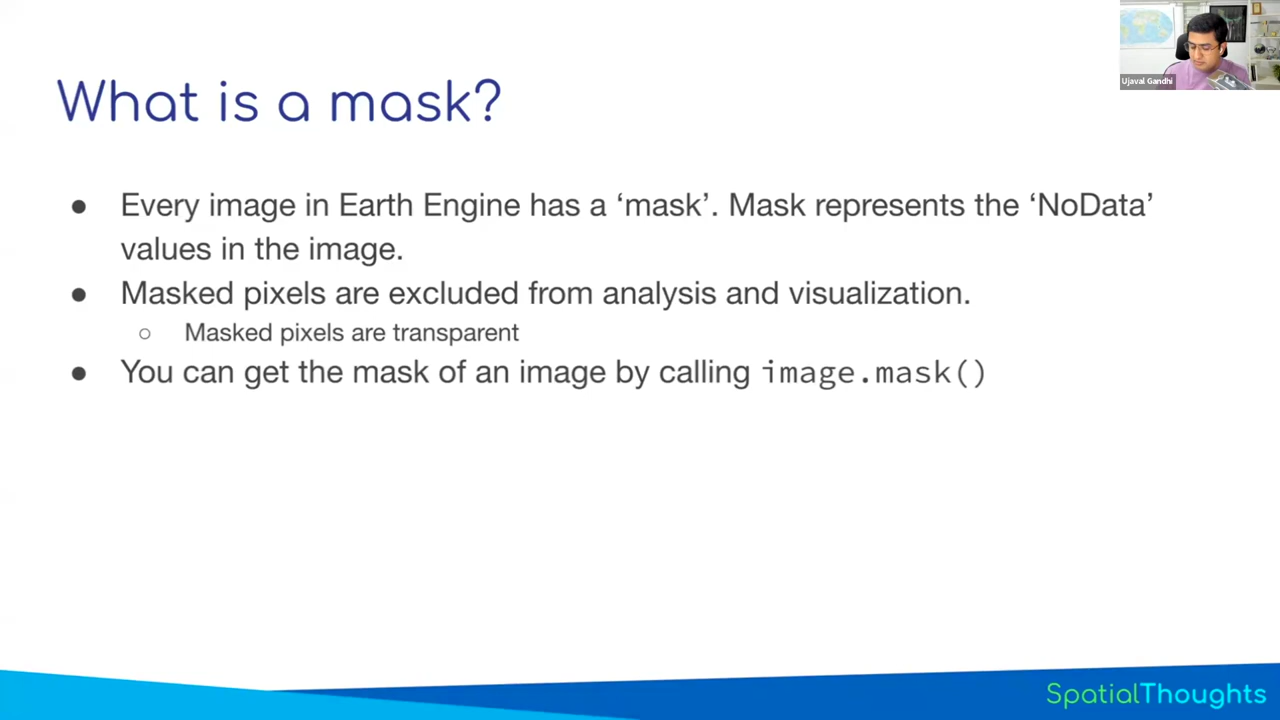 Ujaval Gandhi
What is a mask?
● Every image in Earth Engine has a ‘mask’. Mask represents the ‘NoData’
values in the image.
● Masked pixels are excluded from analysis and visualization.
○ Masked pixels are transparent
● You can get the mask of an image by calling image.mask()
SpatialThoughts